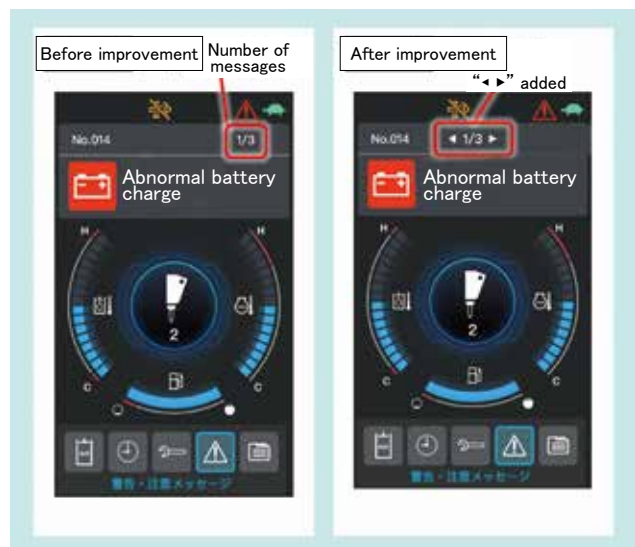 Before improvement
Number of
messages
No.014
1/3
Abnormal battery
charge
H
H
2
C
C
警告・注意メッセージ
After improvement
“◄ ►” added
No.014
◄ 1/3 ►
Abnormal battery
charge
H
H
2
C
C
警告・注意メッセージ